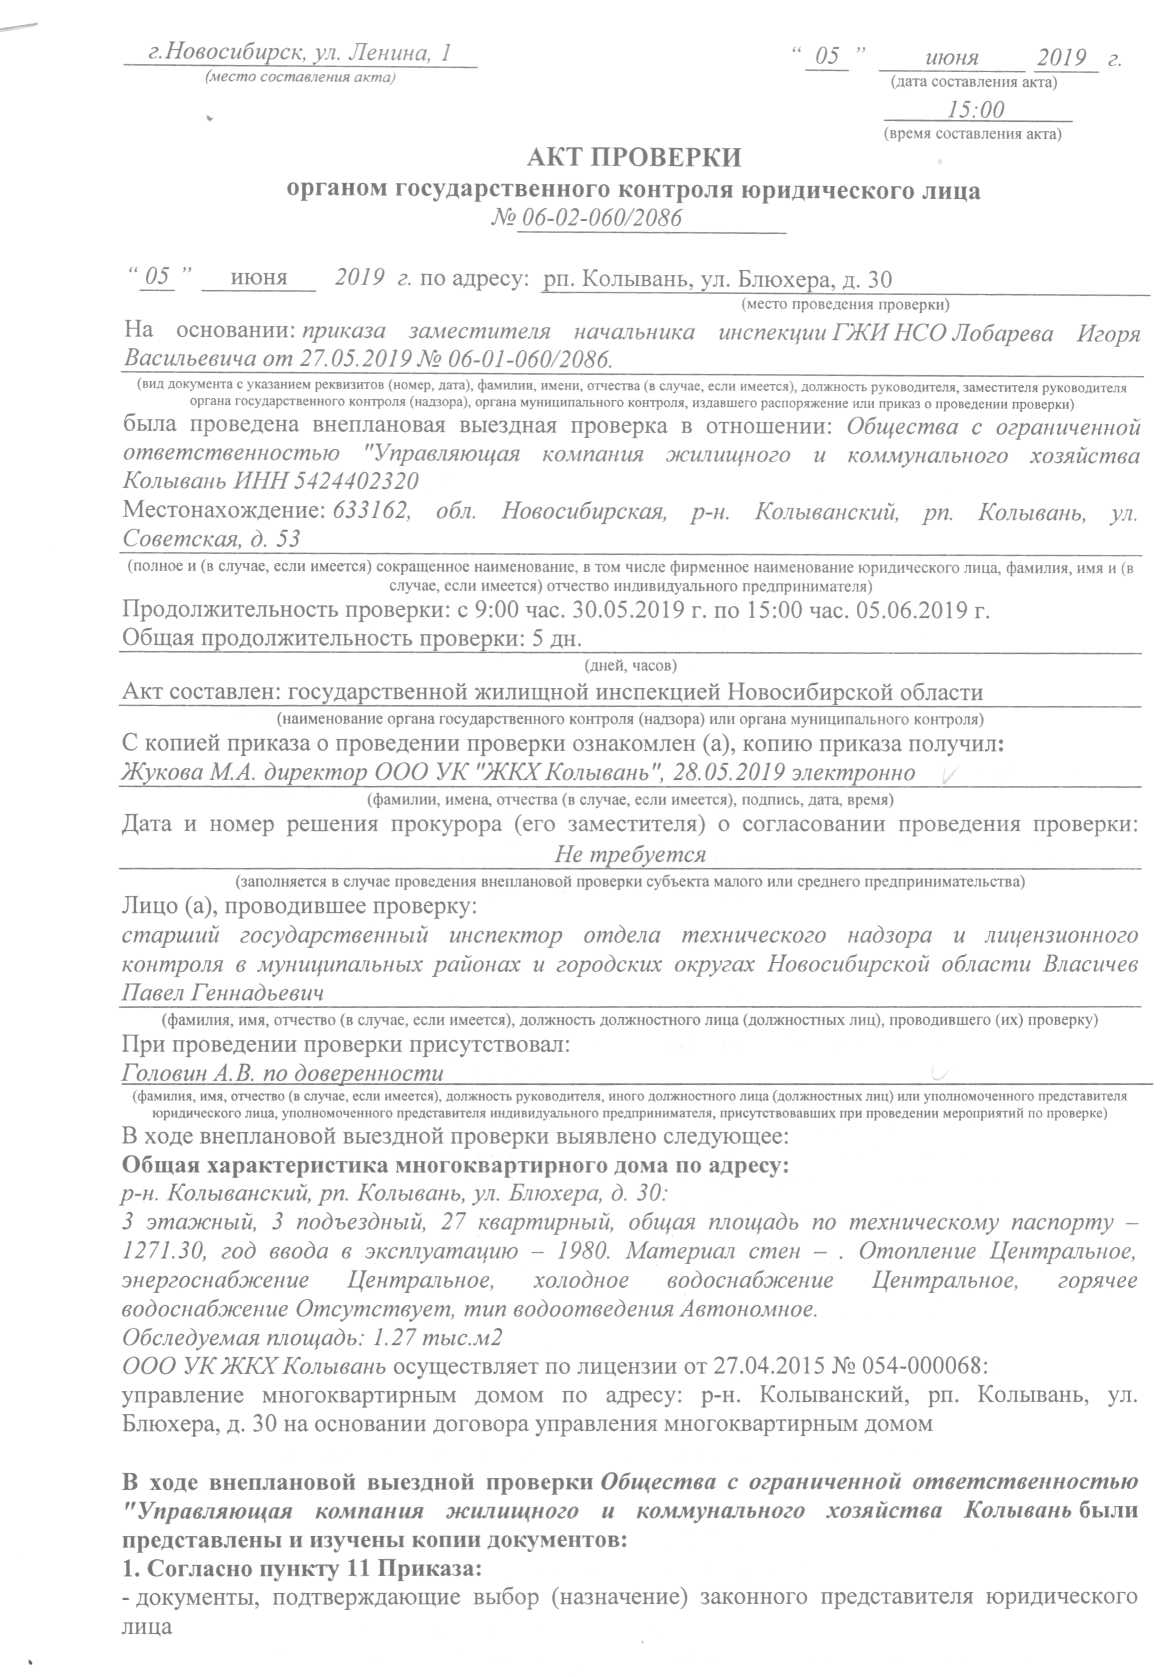 г.Новосибирск, ул. Ленина, 1
“ 05 ” июня 2019 г.
(место составления акта)
(дата составления акта)
15:00
(время составления акта)
АКТ ПРОВЕРКИ
органом государственного контроля юридического лица
№ 06-02-060/2086
“ 05 ” июня 2019 г. по адресу: рп. Колывань, ул. Блюхера, д. 30
(место проведения проверки)
На основании: приказа заместителя начальника инспекции ГЖИ НСО Лобарева Игоря
Васильевича от 27.05.2019 № 06-01-060/2086.
(вид документа с указанием реквизитов (номер, дата), фамилии, имени, отчества (в случае, если имеется), должность руководителя, заместителя руководителя
органа государственного контроля (надзора), органа муниципального контроля, издавшего распоряжение или приказ о проведении проверки)
была проведена внеплановая выездная проверка в отношении: Общества с ограниченной
ответственностью "Управляющая компания жилищного и коммунального хозяйства
Колывань ИНН 5424402320
Местонахождение: 633162, обл. Новосибирская, р-н. Колыванский, рп. Колывань, ул.
Советская, д. 53
(полное и (в случае, если имеется) сокращенное наименование, в том числе фирменное наименование юридического лица, фамилия, имя и (в
случае, если имеется) отчество индивидуального предпринимателя)
Продолжительность проверки: с 9:00 час. 30.05.2019 г. по 15:00 час. 05.06.2019 г.
Общая продолжительность проверки: 5 дн.
(дней, часов)
Акт составлен: государственной жилищной инспекцией Новосибирской области
(наименование органа государственного контроля (надзора) или органа муниципального контроля)
С копией приказа о проведении проверки ознакомлен (а), копию приказа получил:
Жукова М.А. директор ООО УК "ЖКХ Колывань", 28.05.2019 электронно
(фамилии, имена, отчества (в случае, если имеется), подпись, дата, время)
Дата и номер решения прокурора (его заместителя) о согласовании проведения проверки:
Не требуется
(заполняется в случае проведения внеплановой проверки субъекта малого или среднего предпринимательства)
Лицо (а), проводившее проверку:
старший государственный инспектор отдела технического надзора и лицензионного
контроля в муниципальных районах и городских округах Новосибирской области Власичев
Павел Геннадьевич
(фамилия, имя, отчество (в случае, если имеется), должность должностного лица (должностных лиц), проводившего (их) проверку)
При проведении проверки присутствовал:
Головин А.В. по доверенности
(фамилия, имя, отчество (в случае, если имеется), должность руководителя, иного должностного лица (должностных лиц) или уполномоченного представителя
юридического лица, уполномоченного представителя индивидуального предпринимателя, присутствовавших при проведении мероприятий по проверке)
В ходе внеплановой выездной проверки выявлено следующее:
Общая характеристика многоквартирного дома по адресу:
р-н. Колыванский, рп. Колывань, ул. Блюхера, д. 30:
3 этажный, 3 подъездный, 27 квартирный, общая площадь по техническому паспорту –
1271.30, год ввода в эксплуатацию – 1980. Материал стен – . Отопление Центральное,
энергоснабжение Центральное, холодное водоснабжение Центральное, горячее
водоснабжение Отсутствует, тип водоотведения Автономное.
Обследуемая площадь: 1.27 тыс.м2
ООО УК ЖКХ Колывань осуществляет по лицензии от 27.04.2015 № 054-000068:
управление многоквартирным домом по адресу: р-н. Колыванский, рп. Колывань, ул.
Блюхера, д. 30 на основании договора управления многоквартирным домом
В ходе внеплановой выездной проверки Общества с ограниченной ответственностью
"Управляющая компания жилищного и коммунального хозяйства Колывань были
представлены и изучены копии документов:
1. Согласно пункту 11 Приказа:
- документы, подтверждающие выбор (назначение) законного представителя юридического
лица